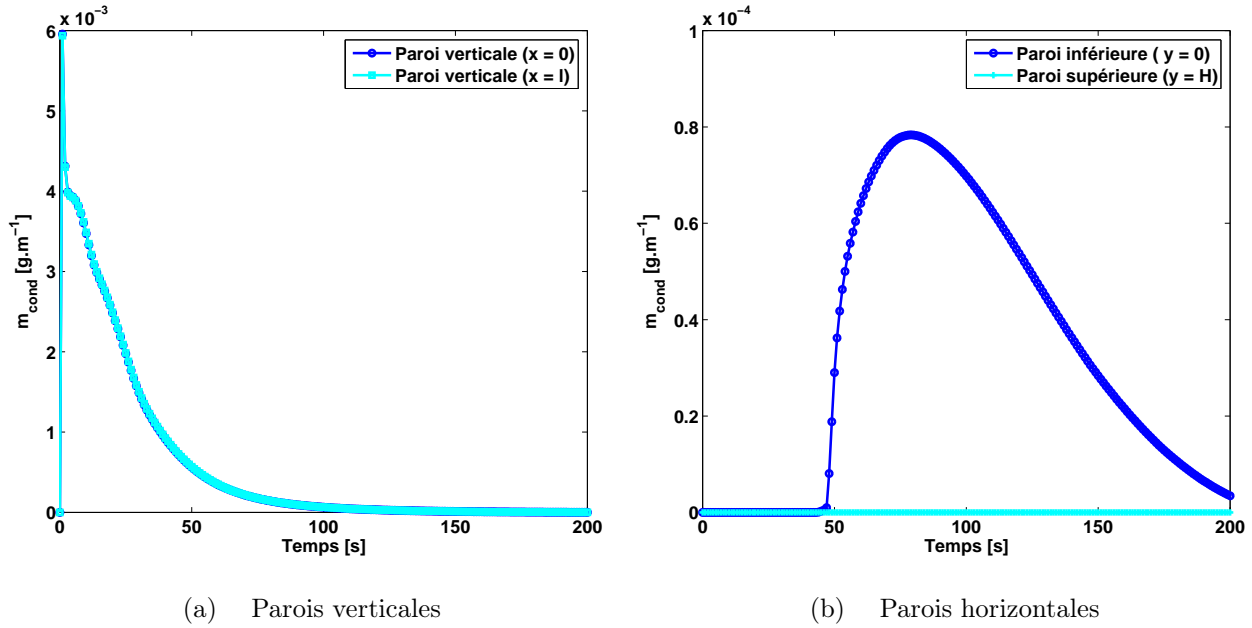 x 10⁻³
6
5
4
3
2
1
0
m_cond [g.m⁻¹]
0 50 100 150 200
Temps [s]
Paroi verticale (x = 0)
Paroi verticale (x = l)
(a) Parois verticales
x 10⁻⁴
1
0.8
0.6
0.4
0.2
0
m_cond [g.m⁻¹]
0 50 100 150 200
Temps [s]
Paroi inférieure ( y = 0)
Paroi supérieure (y = H)
(b) Parois horizontales